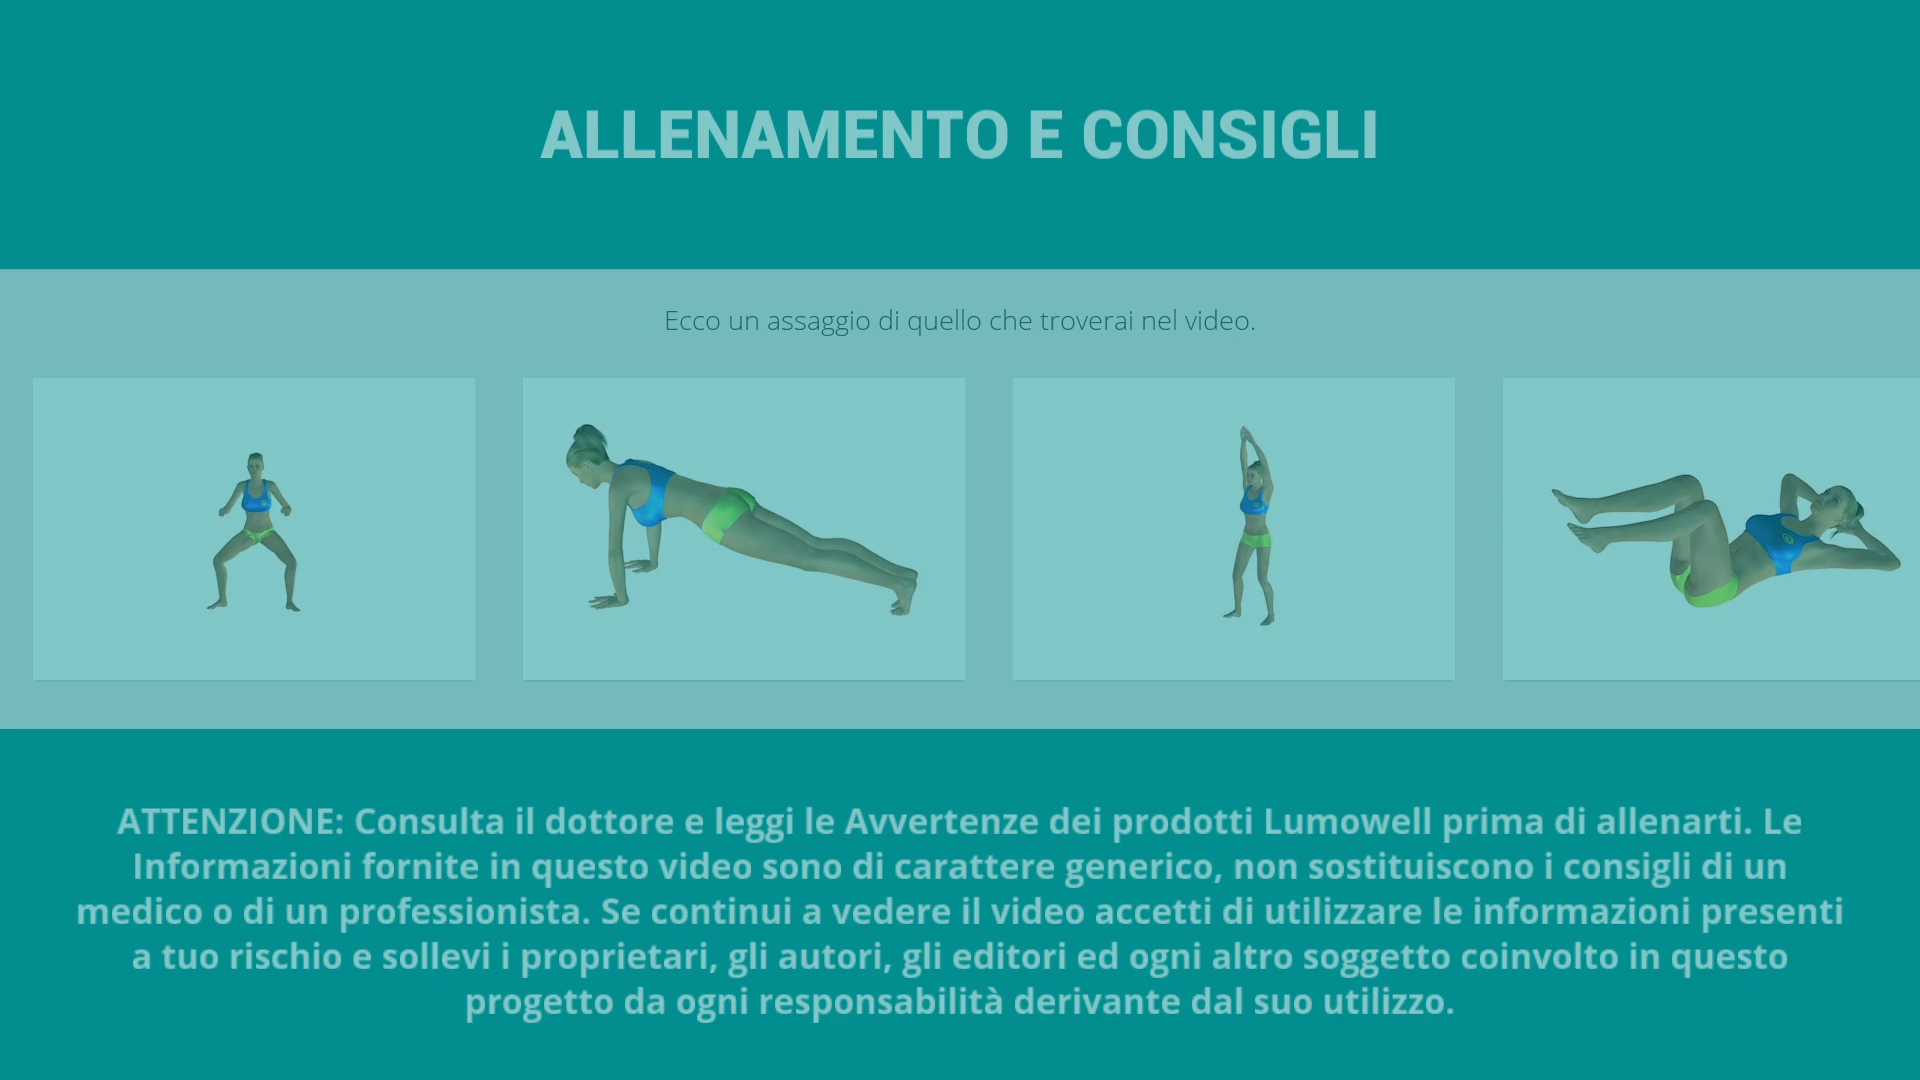 ALLENAMENTO E CONSIGLI
Ecco un assaggio di quello che troverai nel video.
ATTENZIONE: Consulta il dottore e leggi le Avvertenze dei prodotti Lumowell prima di allenarti. Le
Informazioni fornite in questo video sono di carattere generico, non sostituiscono i consigli di un
medico o di un professionista. Se continui a vedere il video accetti di utilizzare le informazioni presenti
a tuo rischio e sollevi i proprietari, gli autori, gli editori ed ogni altro soggetto coinvolto in questo
progetto da ogni responsabilità derivante dal suo utilizzo.